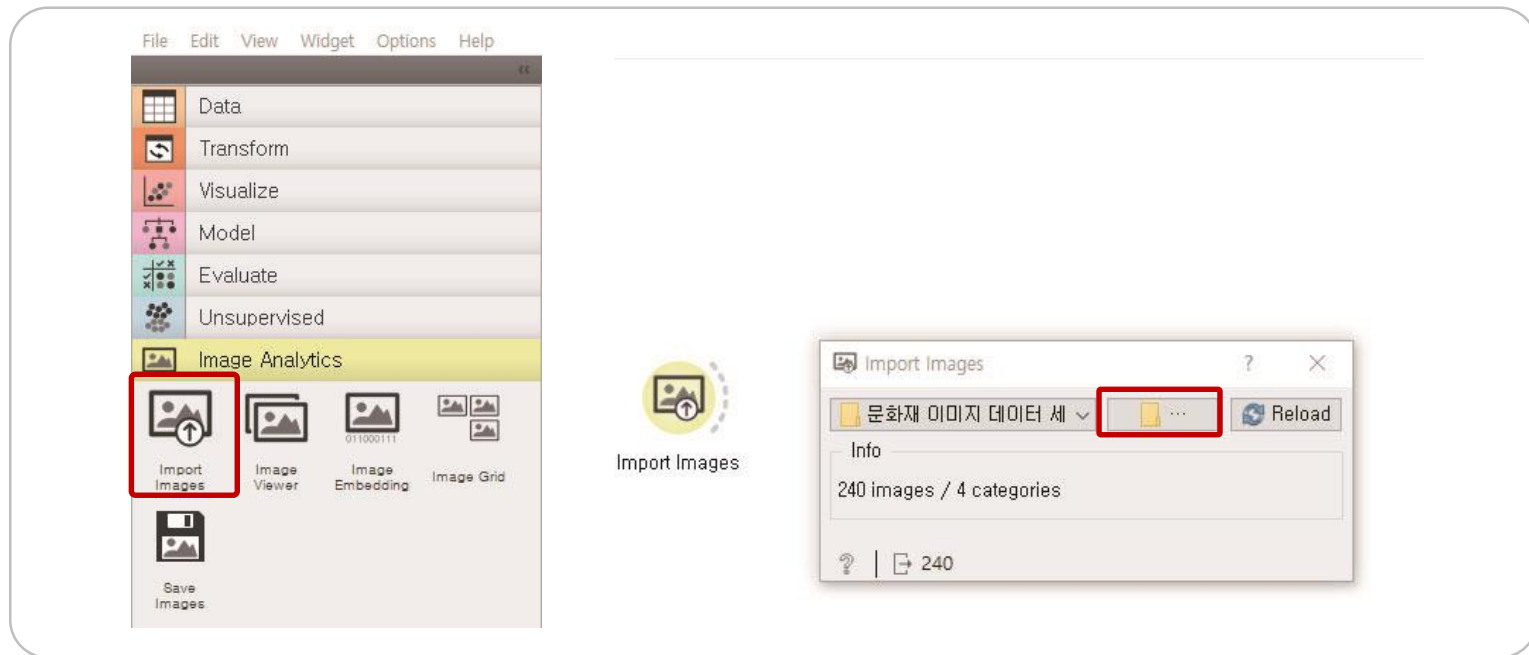 File Edit View Widget Options Help
Data
Transform
Visualize
Model
Evaluate
Unsupervised
Image Analytics
Import Images
Image Viewer
011000111
Image Embedding
Image Grid
Save Images
Import Images
Import Images
문화재 이미지 데이터 세
...
Reload
Info
240 images / 4 categories
240